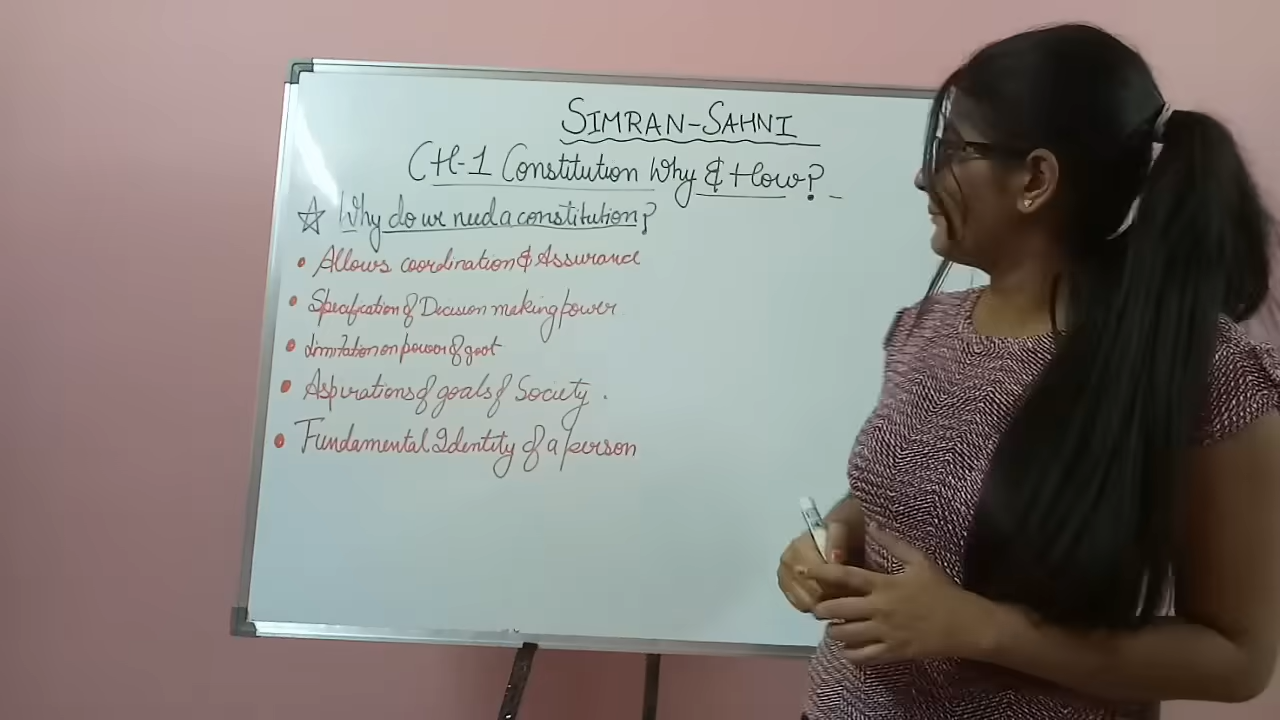 SIMRAN-SAHNI
CH-1 Constitution Why & How?
Why do we need a constitution?
Allows coordination & Assurance
Specification of Decision making power
Limitation on power of govt
Aspirations of goals of Society.
Fundamental Identity of a person